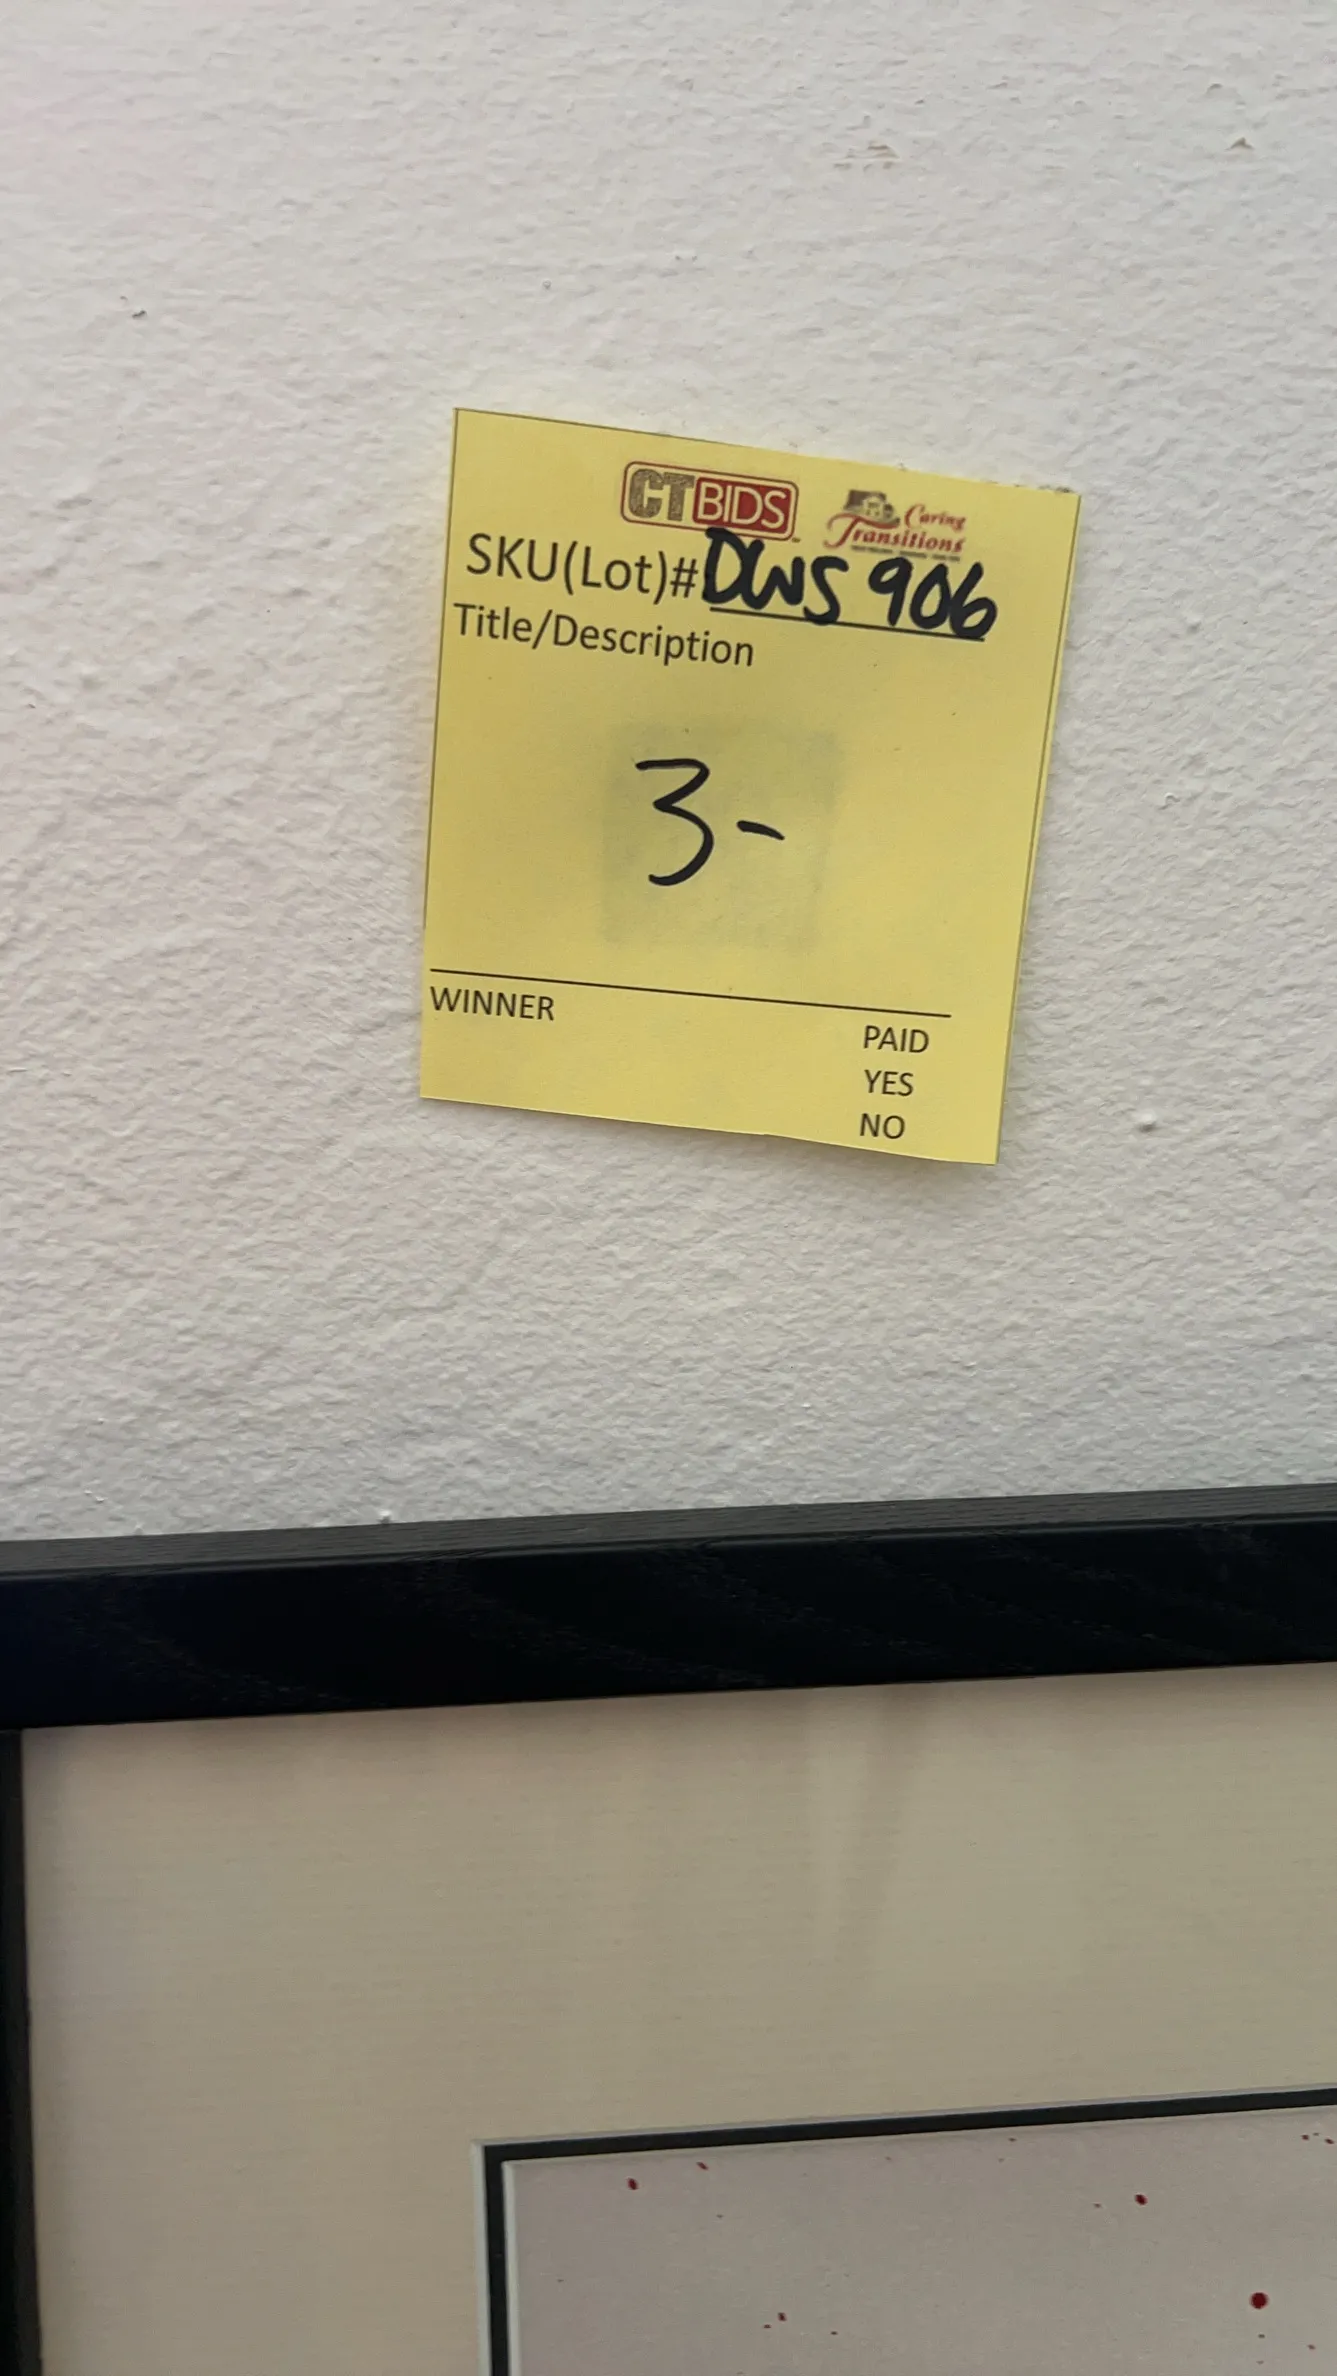 CTBIDS Caring Transitions
SKU(Lot)# DWS 906
Title/Description
3-
WINNER
PAID
YES
NO